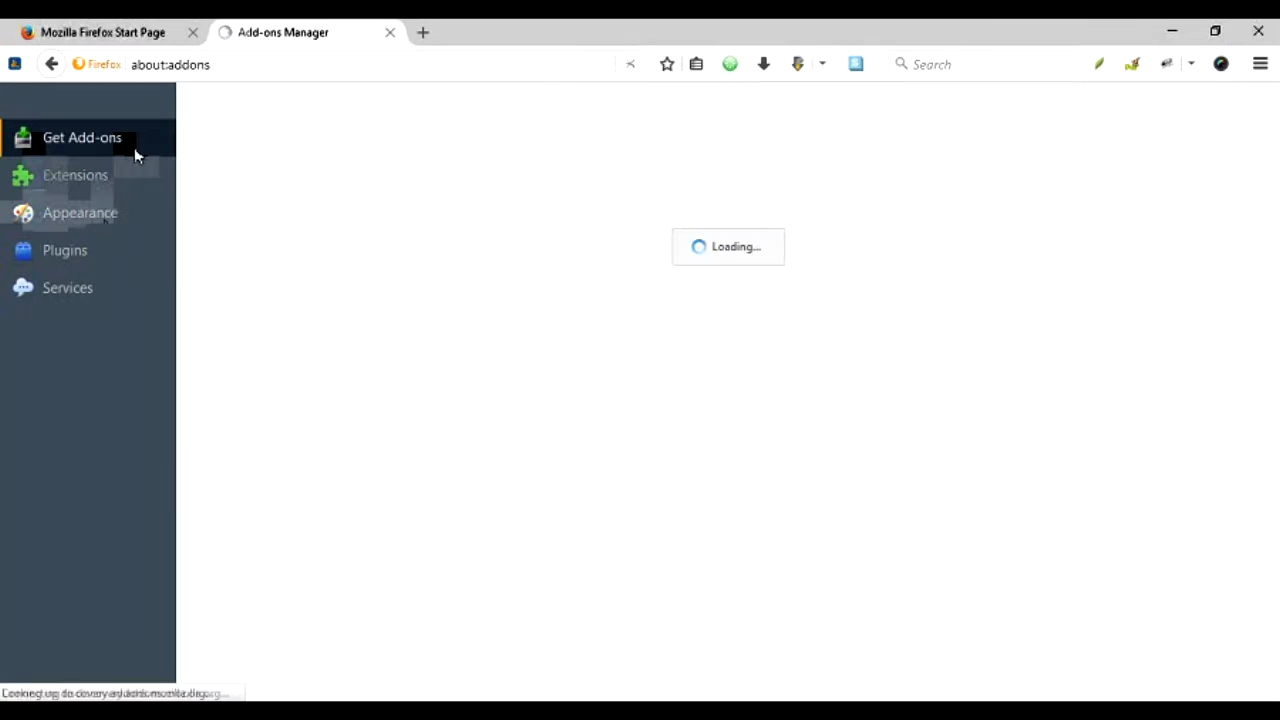 Mozilla Firefox Start Page
Add-ons Manager
Firefox about:addons
Search
Get Add-ons
Extensions
Appearance
Plugins
Services
Loading...